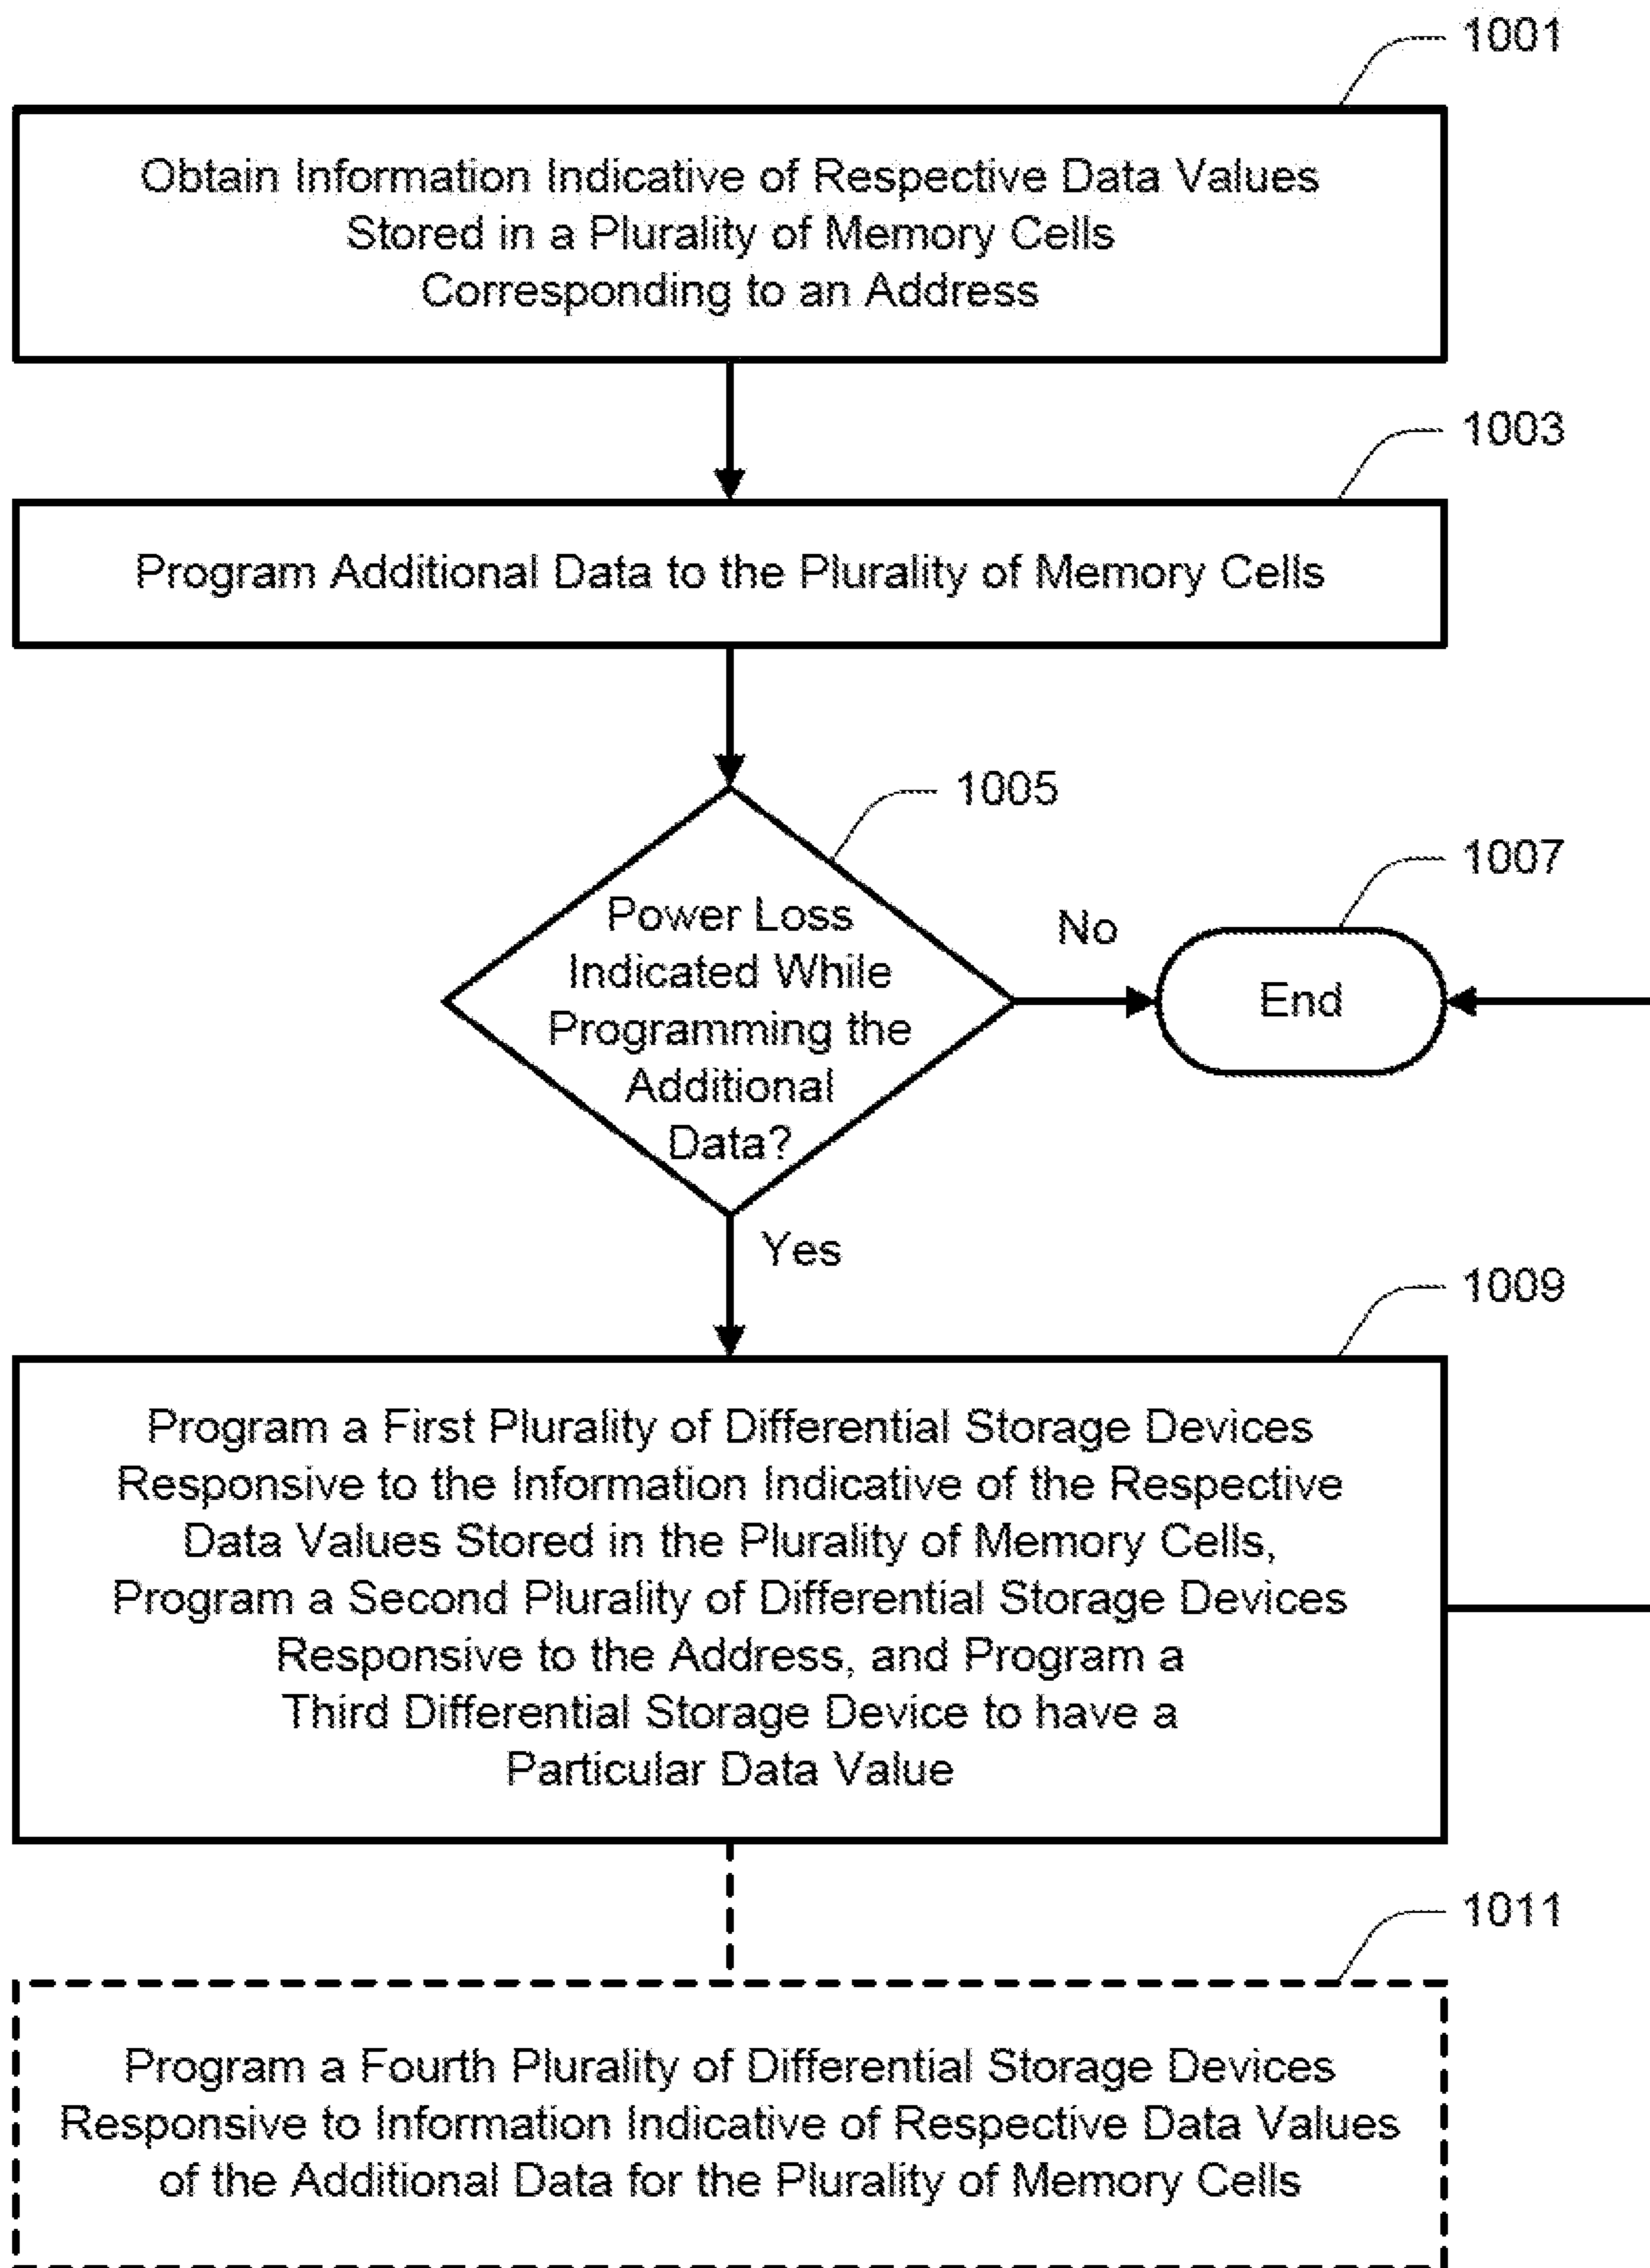 1001
Obtain Information Indicative of Respective Data Values
Stored in a Plurality of Memory Cells
Corresponding to an Address
1003
Program Additional Data to the Plurality of Memory Cells
1005
Power Loss
Indicated While
Programming the
Additional
Data?
No
1007
End
Yes
1009
Program a First Plurality of Differential Storage Devices
Responsive to the Information Indicative of the Respective
Data Values Stored in the Plurality of Memory Cells,
Program a Second Plurality of Differential Storage Devices
Responsive to the Address, and Program a
Third Differential Storage Device to have a
Particular Data Value
1011
Program a Fourth Plurality of Differential Storage Devices
Responsive to Information Indicative of Respective Data Values
of the Additional Data for the Plurality of Memory Cells